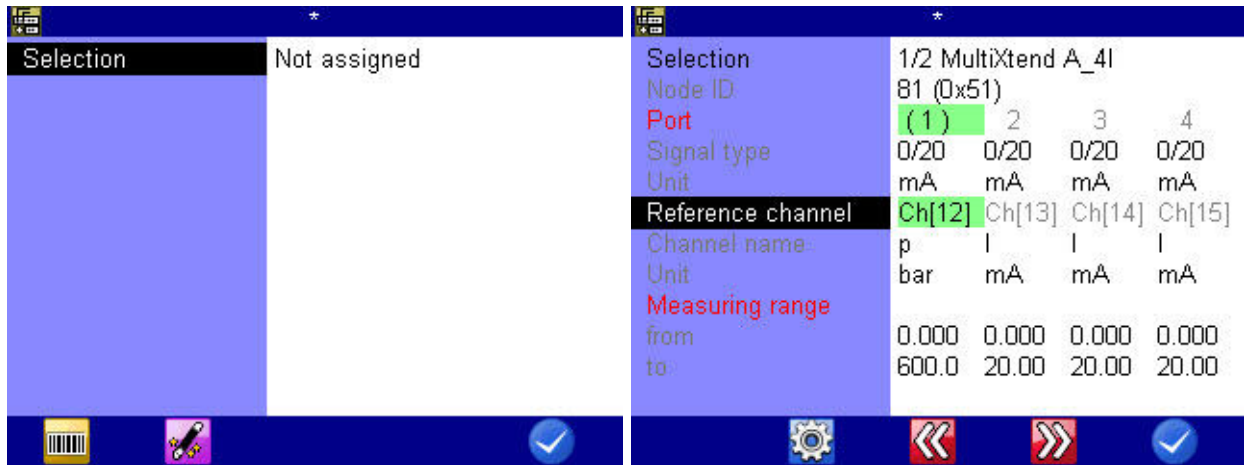 *
Selection Not assigned
*
Selection 1/2 MultiXtend A_4I
Node ID 81 (0x51)
Port (1) 2 3 4
Signal type 0/20 0/20 0/20 0/20
Unit mA mA mA mA
Reference channel Ch[12] Ch[13] Ch[14] Ch[15]
Channel name p I I I
Unit bar mA mA mA
Measuring range
from 0.000 0.000 0.000 0.000
to 600.0 20.00 20.00 20.00